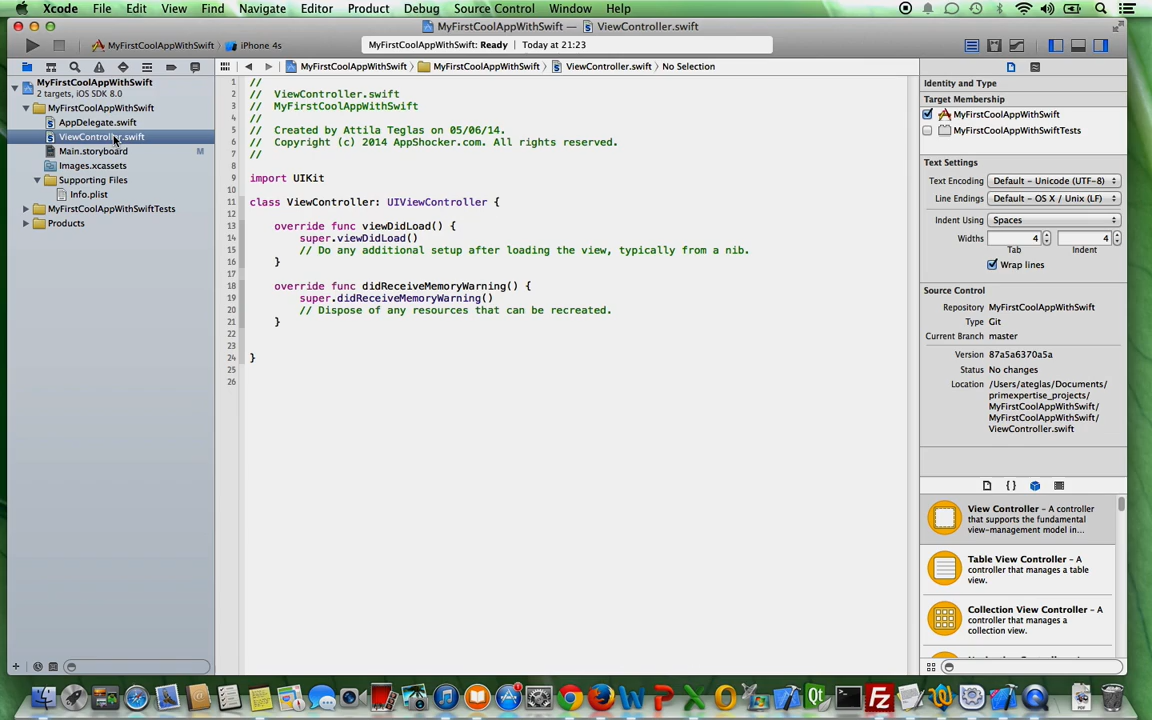 Xcode File Edit View Find Navigate Editor Product Debug Source Control Window Help
MyFirstCoolAppWithSwift — ViewController.swift
MyFirstCoolAppWithSwift iPhone 4s
MyFirstCoolAppWithSwift: Ready Today at 21:23
MyFirstCoolAppWithSwift MyFirstCoolAppWithSwift ViewController.swift No Selection
MyFirstCoolAppWithSwift
2 targets, iOS SDK 8.0
MyFirstCoolAppWithSwift
AppDelegate.swift
ViewController.swift
Main.storyboard M
Images.xcassets
Supporting Files
Info.plist
MyFirstCoolAppWithSwiftTests
Products
1 //
2 // ViewController.swift
3 // MyFirstCoolAppWithSwift
4 //
5 // Created by Attila Teglas on 05/06/14.
6 // Copyright (c) 2014 AppShocker.com. All rights reserved.
7 //
8
9 import UIKit
10
11 class ViewController: UIViewController {
12
13 override func viewDidLoad() {
14 super.viewDidLoad()
15 // Do any additional setup after loading the view, typically from a nib.
16 }
17
18 override func didReceiveMemoryWarning() {
19 super.didReceiveMemoryWarning()
20 // Dispose of any resources that can be recreated.
21 }
22
23
24 }
25
26
Identity and Type
Target Membership
MyFirstCoolAppWithSwift
MyFirstCoolAppWithSwiftTests
Text Settings
Text Encoding Default - Unicode (UTF-8)
Line Endings Default - OS X / Unix (LF)
Indent Using Spaces
Widths 4 4
Tab Indent
Wrap lines
Source Control
Repository MyFirstCoolAppWithSwift
Type Git
Current Branch master
Version 87a5a6370a5a
Status No changes
Location /Users/ateglas/Documents/
primexpertise_projects/
MyFirstCoolAppWithSwift/
MyFirstCoolAppWithSwift/
ViewController.swift
{ }
View Controller - A controller
that supports the fundamental
view-management model in...
Table View Controller - A
controller that manages a table
view.
Collection View Controller - A
controller that manages a
collection view.